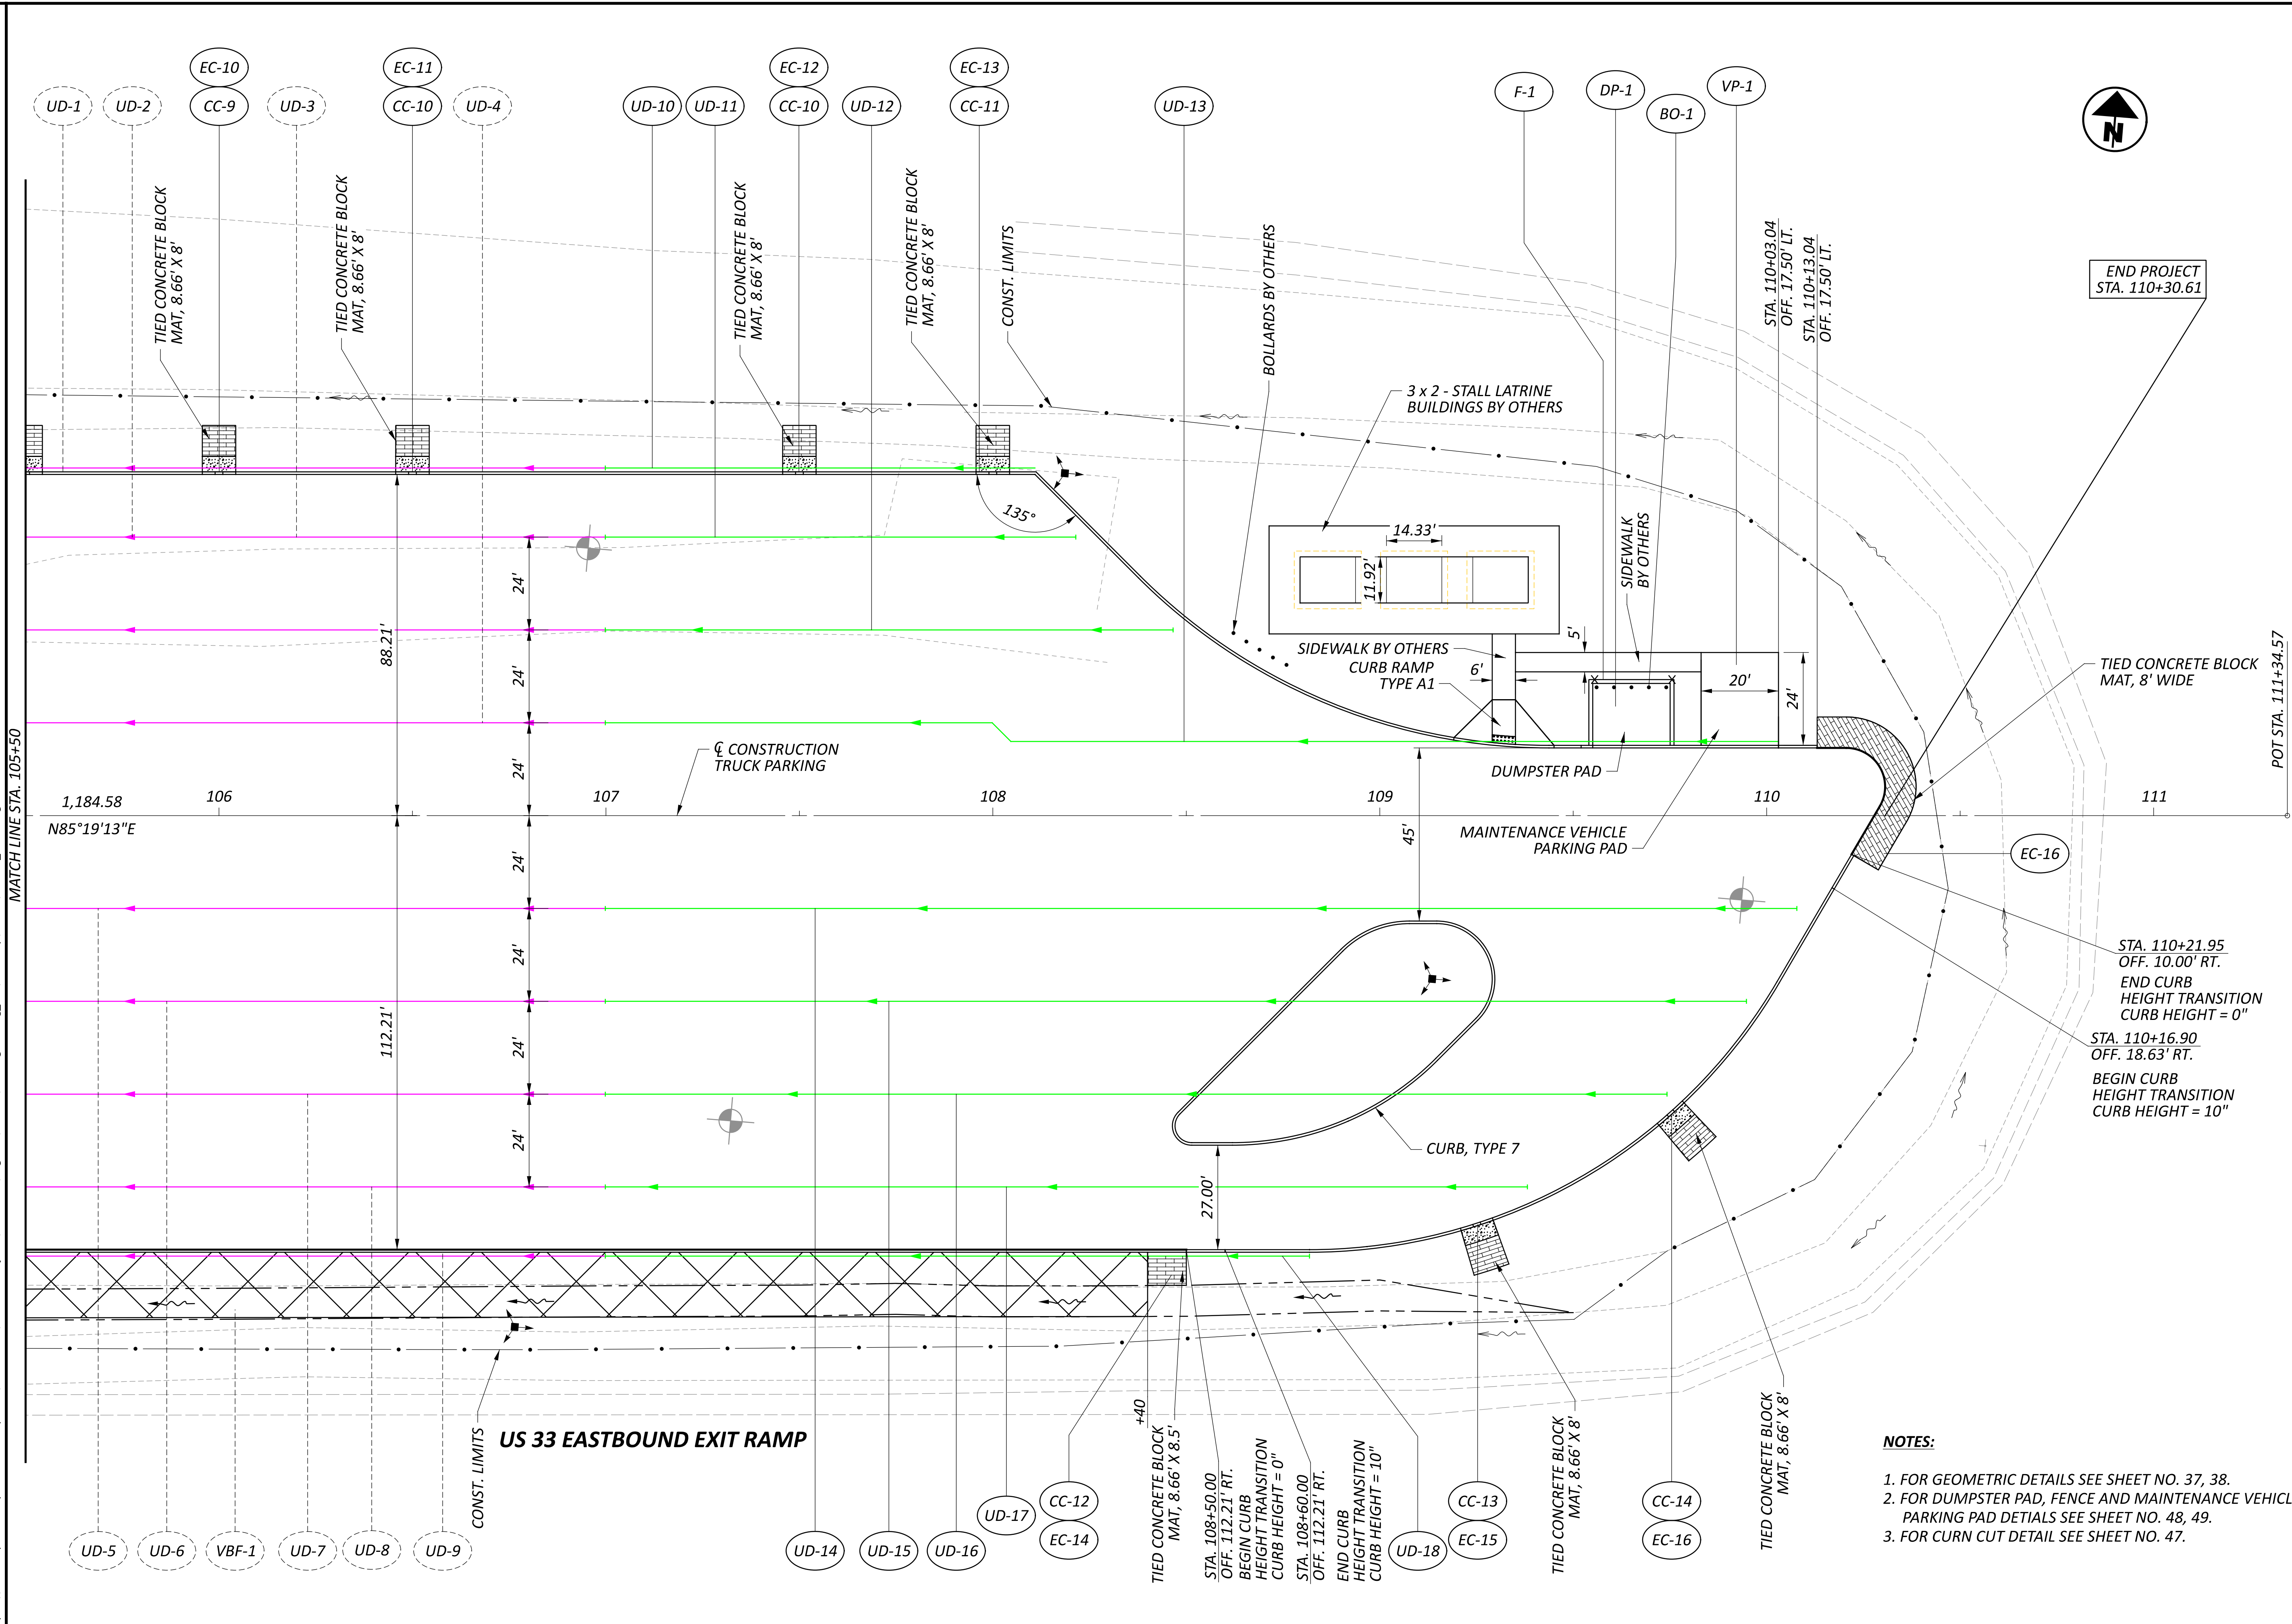 EC-10
EC-11
EC-12
EC-13
UD-1
UD-2
CC-9
UD-3
CC-10
UD-4
UD-10
UD-11
CC-10
UD-12
CC-11
UD-13
F-1
DP-1
BO-1
VP-1
N
TIED CONCRETE BLOCK
MAT, 8.66' X 8'
TIED CONCRETE BLOCK
MAT, 8.66' X 8'
TIED CONCRETE BLOCK
MAT, 8.66' X 8'
TIED CONCRETE BLOCK
MAT, 8.66' X 8'
CONST. LIMITS
BOLLARDS BY OTHERS
STA. 110+03.04
OFF. 17.50' LT.
STA. 110+13.04
OFF. 17.50' LT.
END PROJECT
STA. 110+30.61
3 x 2 - STALL LATRINE
BUILDINGS BY OTHERS
135°
14.33'
11.92'
SIDEWALK
BY OTHERS
24'
88.21'
24'
24'
SIDEWALK BY OTHERS
CURB RAMP
TYPE A1
6'
5'
20'
24'
TIED CONCRETE BLOCK
MAT, 8' WIDE
POT STA. 111+34.57
MATCH LINE STA. 105+50
℄ CONSTRUCTION
TRUCK PARKING
DUMPSTER PAD
1,184.58
N85°19'13"E
106
107
108
109
110
111
45'
MAINTENANCE VEHICLE
PARKING PAD
EC-16
24'
24'
112.21'
24'
24'
STA. 110+21.95
OFF. 10.00' RT.
END CURB
HEIGHT TRANSITION
CURB HEIGHT = 0"
STA. 110+16.90
OFF. 18.63' RT.
BEGIN CURB
HEIGHT TRANSITION
CURB HEIGHT = 10"
CURB, TYPE 7
27.00'
CONST. LIMITS
US 33 EASTBOUND EXIT RAMP
+40
TIED CONCRETE BLOCK
MAT, 8.66' X 8.5'
STA. 108+50.00
OFF. 112.21' RT.
BEGIN CURB
HEIGHT TRANSITION
CURB HEIGHT = 0"
STA. 108+60.00
OFF. 112.21' RT.
END CURB
HEIGHT TRANSITION
CURB HEIGHT = 10"
TIED CONCRETE BLOCK
MAT, 8.66' X 8'
TIED CONCRETE BLOCK
MAT, 8.66' X 8'
UD-5
UD-6
VBF-1
UD-7
UD-8
UD-9
UD-14
UD-15
UD-16
UD-17
CC-12
EC-14
UD-18
CC-13
EC-15
CC-14
EC-16
NOTES:
1. FOR GEOMETRIC DETAILS SEE SHEET NO. 37, 38.
2. FOR DUMPSTER PAD, FENCE AND MAINTENANCE VEHICL
PARKING PAD DETIALS SEE SHEET NO. 48, 49.
3. FOR CURN CUT DETAIL SEE SHEET NO. 47.